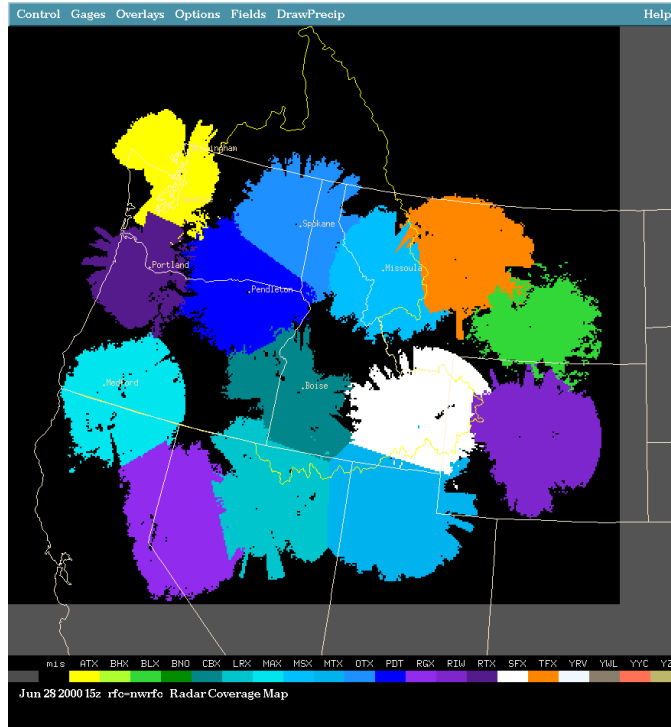 Control Gages Overlays Options Fields DrawPrecip Help
Spokane
Portland
Missoula
Pendleton
Medford
Boise
mis ATX BHX BLX BNO CBX LRX MAX MSX MTX OTX PDT RGX RIW RTX SFX TFX YRV YWL YYC YZ
Jun 28 2000 15z rfc=nwrfc Radar Coverage Map